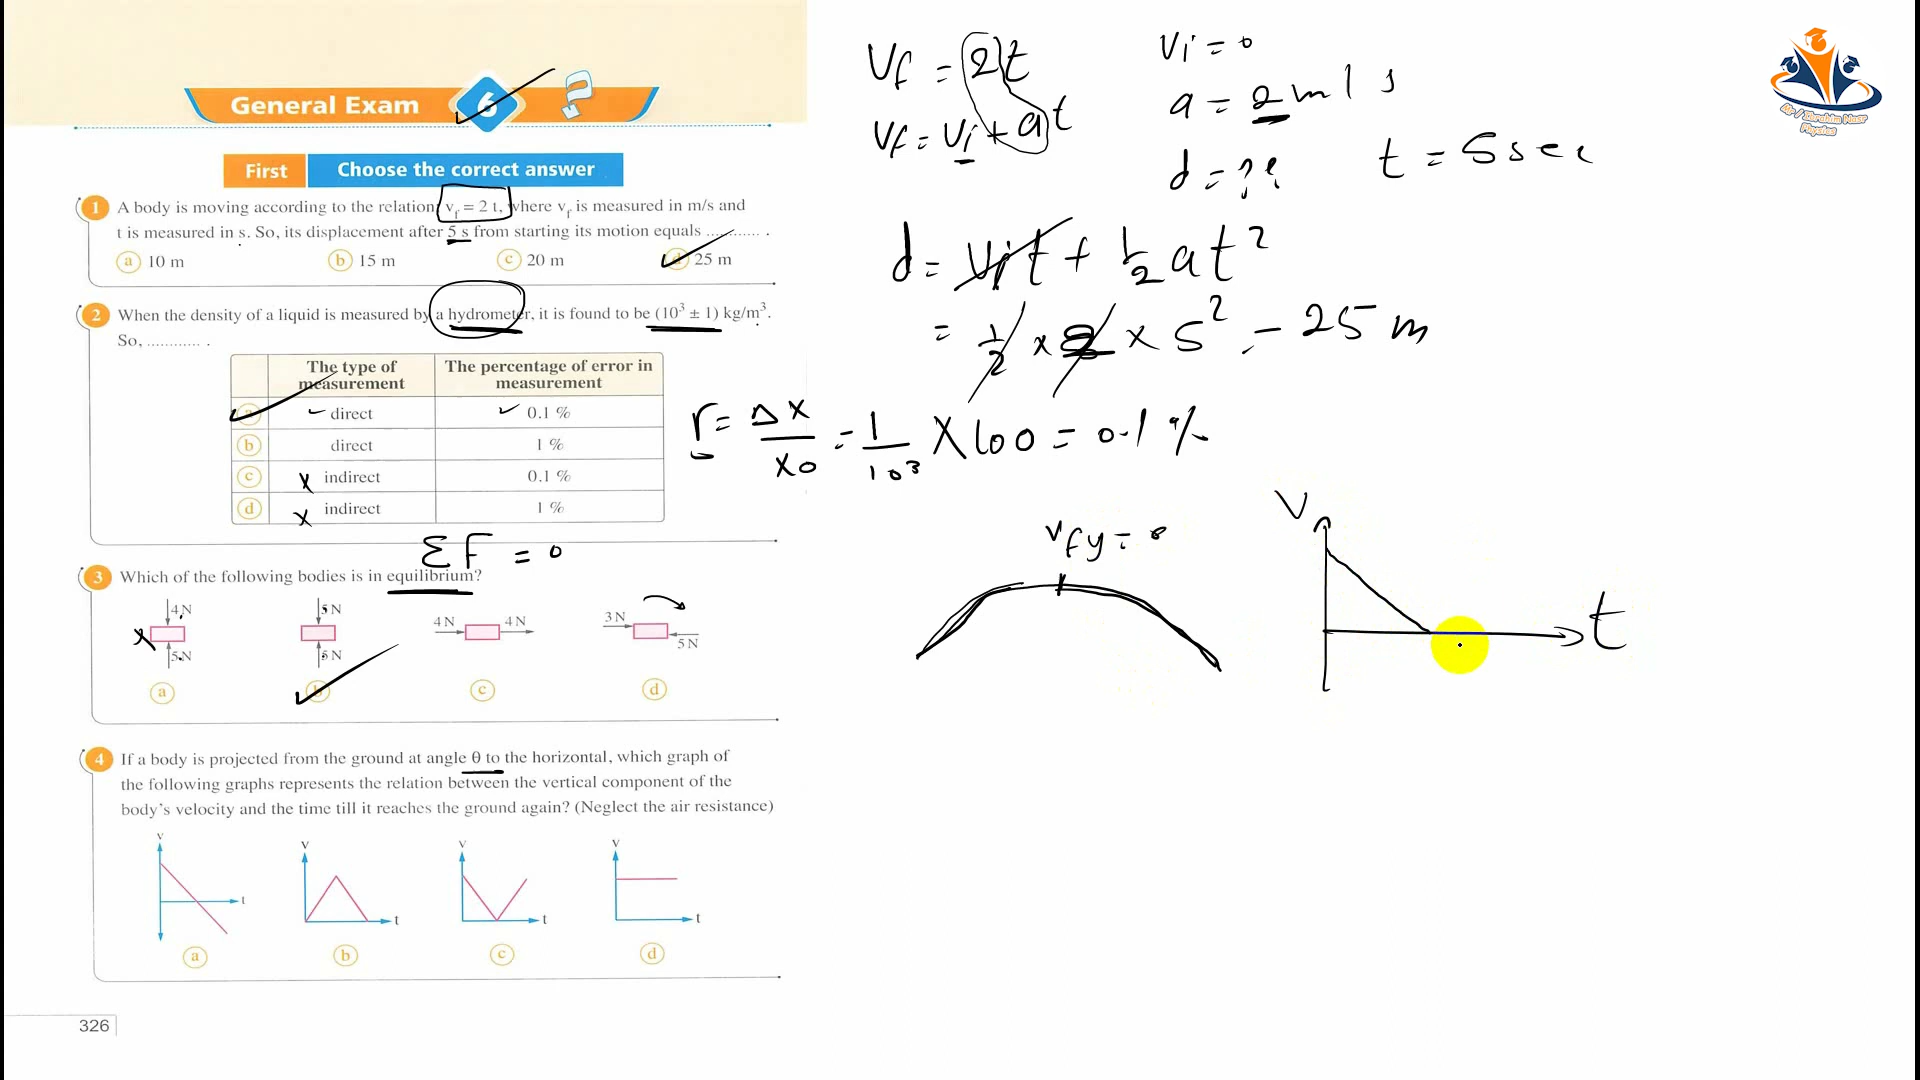 General Exam 6
First Choose the correct answer
1 A body is moving according to the relation: v_f = 2 t, where v_f is measured in m/s and
t is measured in s. So, its displacement after 5 s from starting its motion equals ............ .
a 10 m b 15 m c 20 m 25 m
2 When the density of a liquid is measured by a hydrometer, it is found to be (10³ ± 1) kg/m³.
So, ............ .
The type of measurement The percentage of error in measurement
direct 0.1 %
b direct 1 %
c x indirect 0.1 %
d x indirect 1 %
ΣF = 0
3 Which of the following bodies is in equilibrium?
4 N 5 N 4 N 4 N 3 N
x 5 N 5 N 5 N
a b c d
4 If a body is projected from the ground at angle θ to the horizontal, which graph of
the following graphs represents the relation between the vertical component of the
body's velocity and the time till it reaches the ground again? (Neglect the air resistance)
v v v v
t t t t
a b c d
326
Vf = 2t
Vf = Vi + at
Vi = 0
a = 2 m/s
d = ??
t = 5 sec
d = Vit + 1/2 at²
= 1/2 × 2 × 5² = 25 m
r = Δx/x0 = 1/10³ × 100 = 0.1 %
Vfy = 0
V
t
Mr / Ibrahim Nasr
Physics